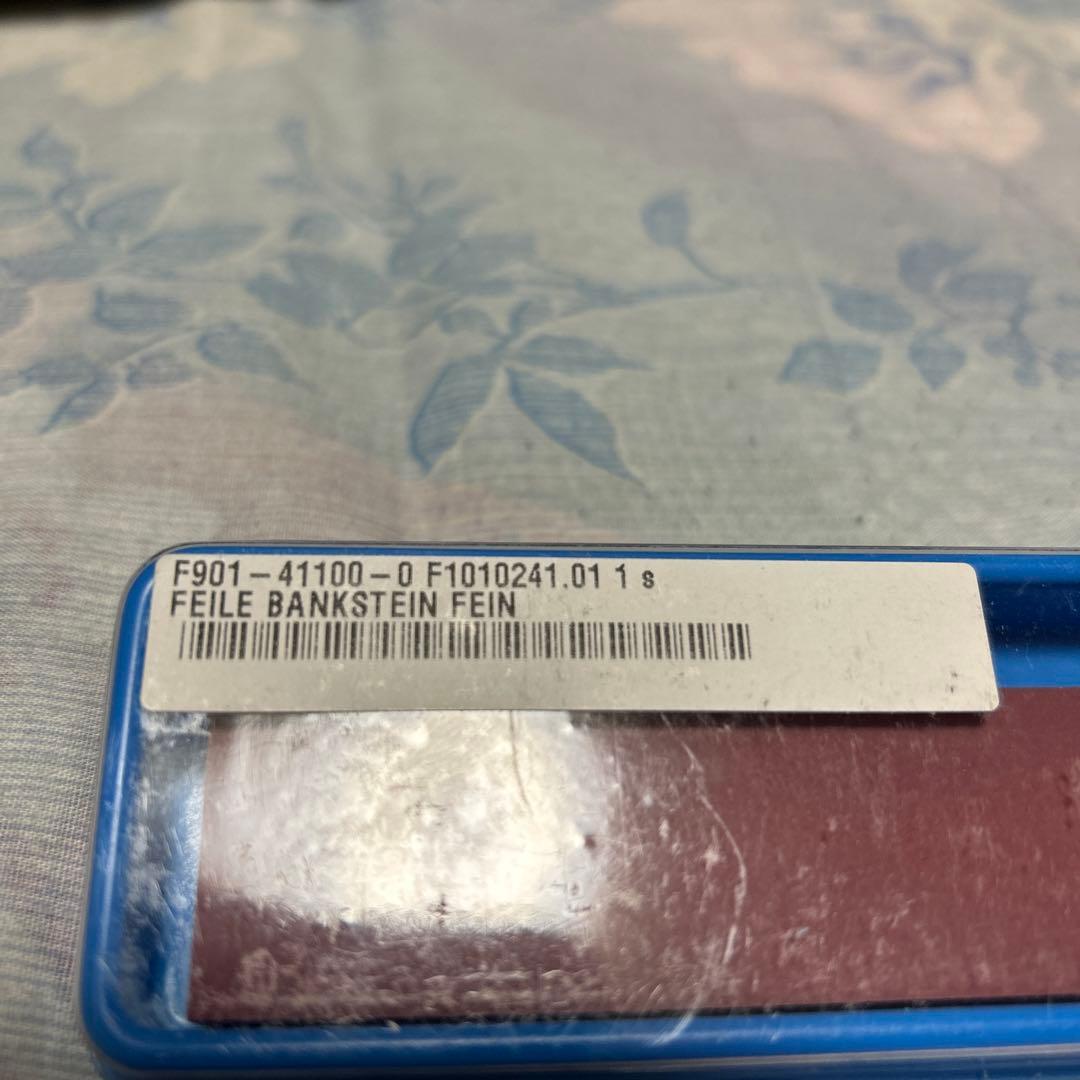 F901-41100-0 F1010241.01 1 s
FEILE BANKSTEIN FEIN